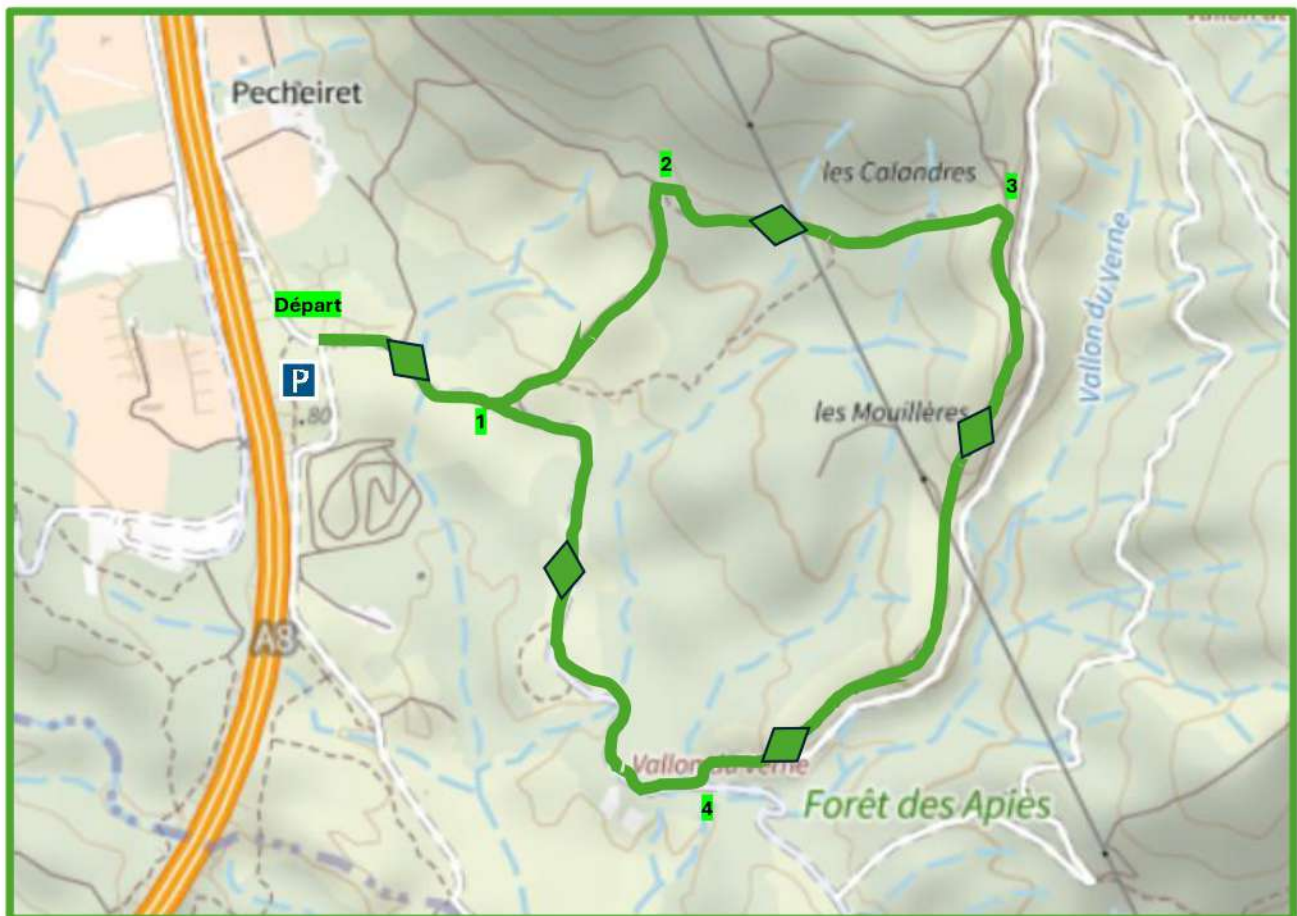 Pecheiret
2
les Calandres
3
Départ
P
Vallon du Verne
les Mouillères
.80
1
A8
Vallon du Verne
4
Forêt des Apiès